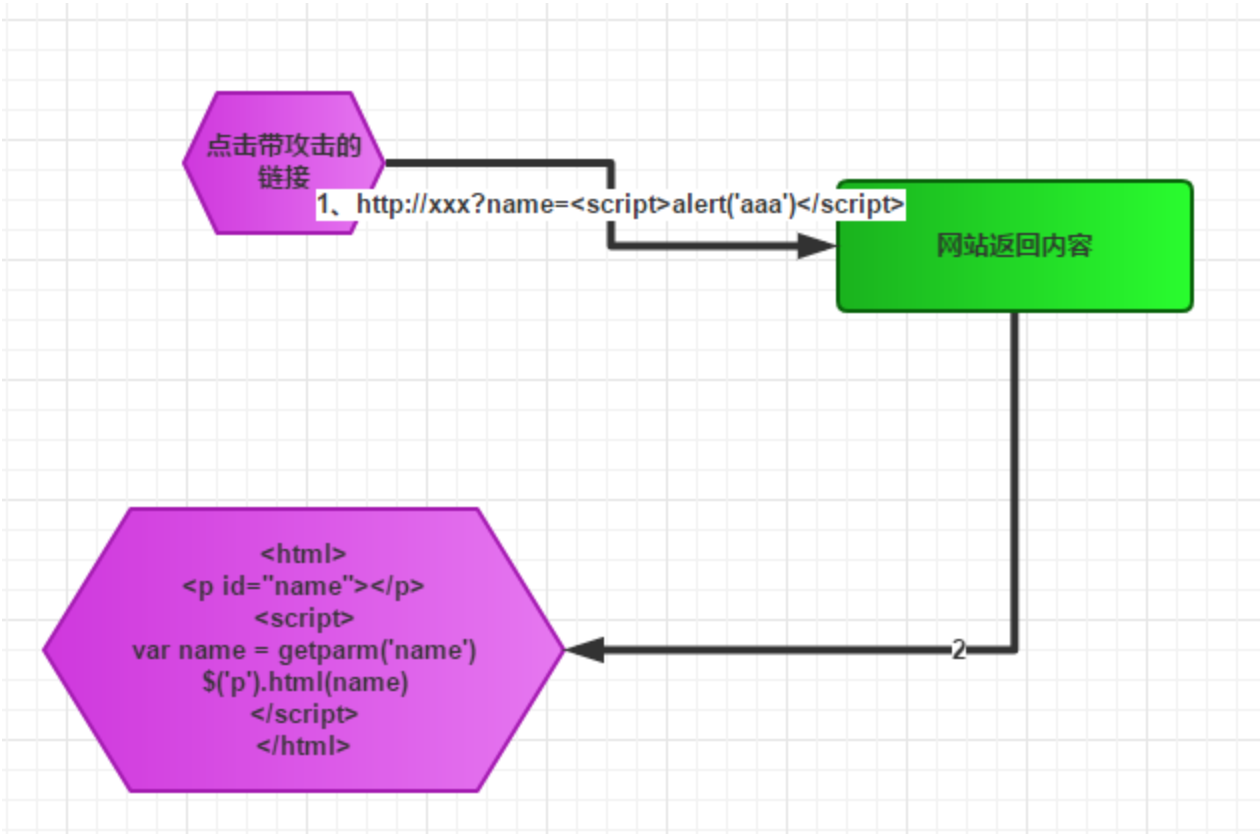 点击带攻击的
链接
1、http://xxx?name=<script>alert('aaa')</script>
网站返回内容
2
<html>
<p id="name"></p>
<script>
var name = getparm('name')
$('p').html(name)
</script>
</html>